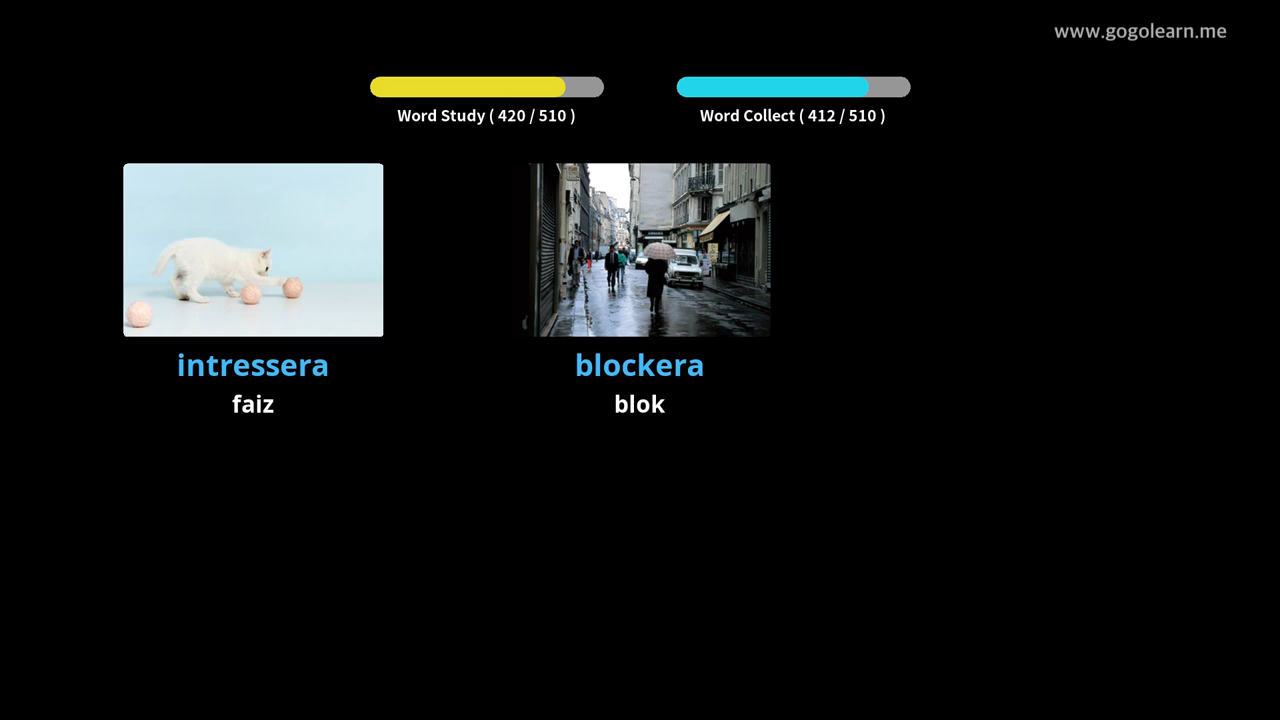 www.gogolearn.me
Word Study ( 420 / 510 )
Word Collect ( 412 / 510 )
intressera
faiz
blockera
blok